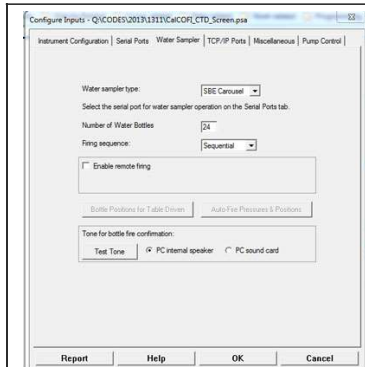 Configure Inputs - Q:\CODES\2013\1311\CalCOFI_CTD_Screen.psa
Instrument Configuration | Serial Ports | Water Sampler | TCP/IP Ports | Miscellaneous | Pump Control
Water sampler type: SBE Carousel
Select the serial port for water sampler operation on the Serial Ports tab.
Number of Water Bottles 24
Firing sequence: Sequential
Enable remote firing
Bottle Positions for Table Driven Auto-Fire Pressures & Positions
Tone for bottle fire confirmation:
Test Tone PC internal speaker PC sound card
Report Help OK Cancel